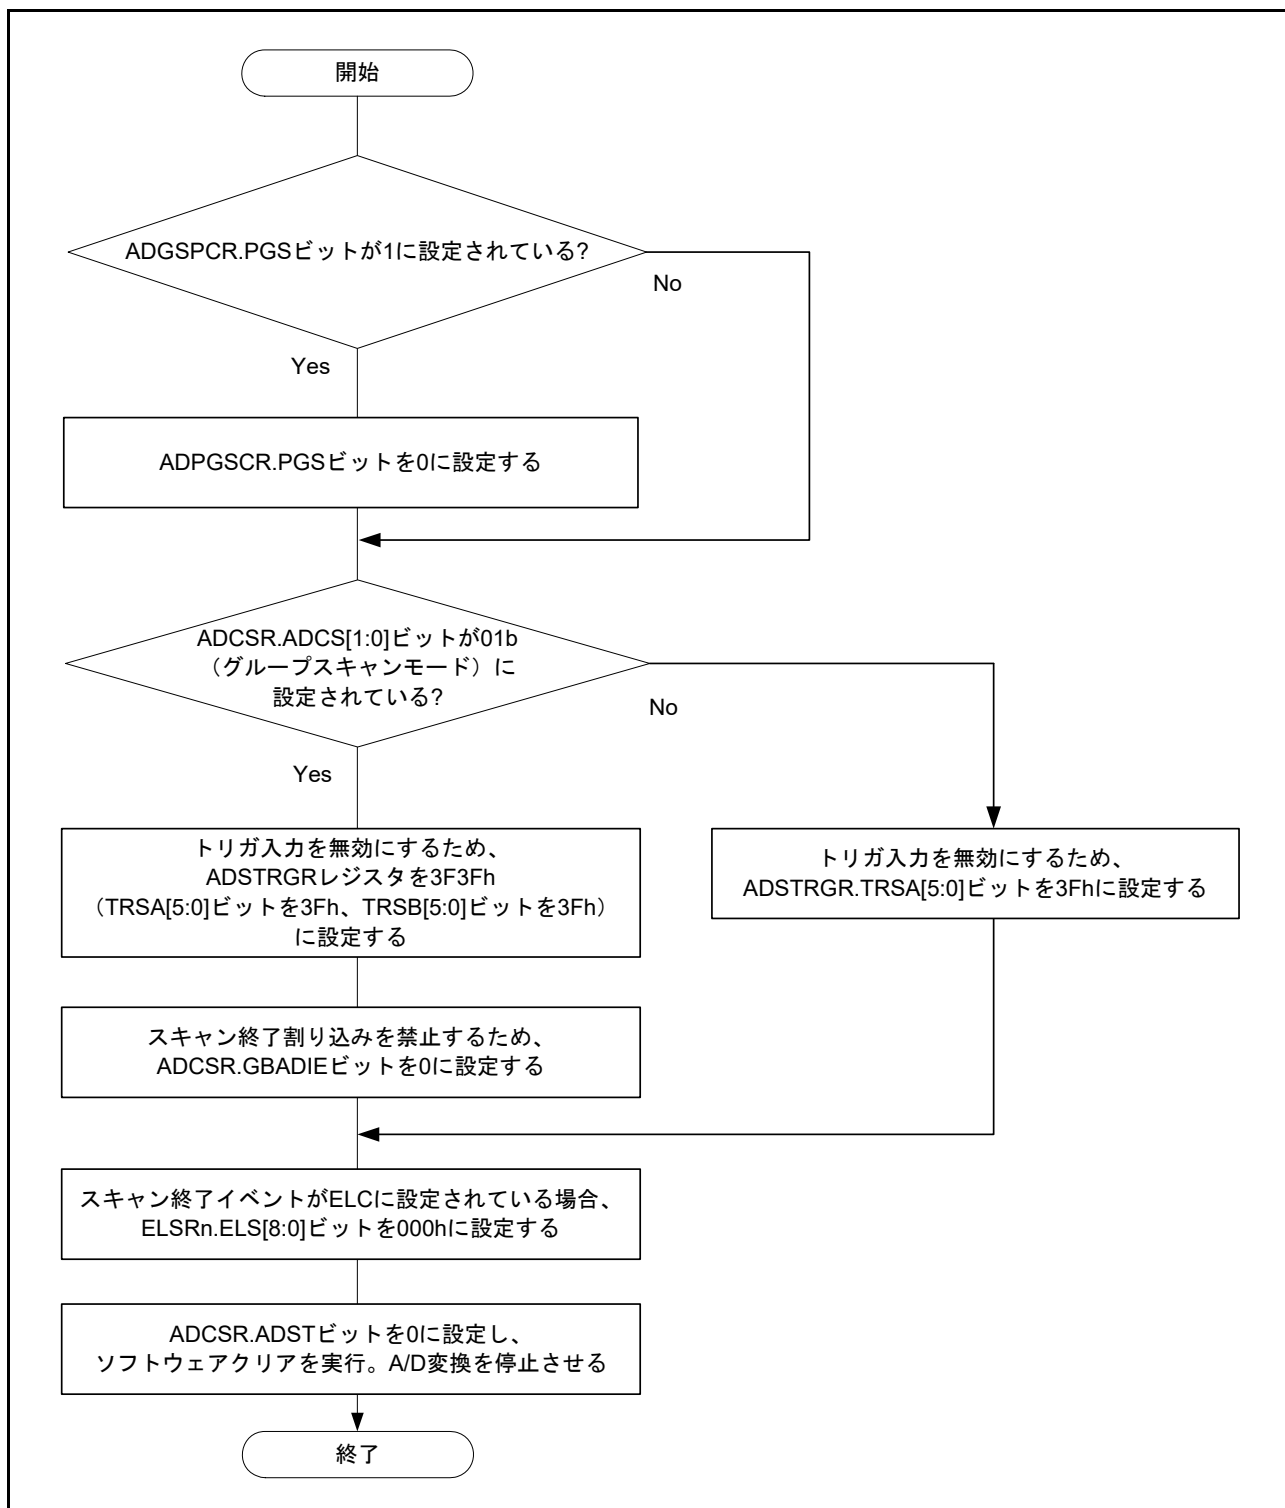 開始
ADGSPCR.PGSビットが1に設定されている?
No
Yes
ADPGSCR.PGSビットを0に設定する
ADCSR.ADCS[1:0]ビットが01b
（グループスキャンモード）に
設定されている?
No
Yes
トリガ入力を無効にするため、
ADSTRGRレジスタを3F3Fh
（TRSA[5:0]ビットを3Fh、TRSB[5:0]ビットを3Fh）
に設定する
トリガ入力を無効にするため、
ADSTRGR.TRSA[5:0]ビットを3Fhに設定する
スキャン終了割り込みを禁止するため、
ADCSR.GBADIEビットを0に設定する
スキャン終了イベントがELCに設定されている場合、
ELSRn.ELS[8:0]ビットを000hに設定する
ADCSR.ADSTビットを0に設定し、
ソフトウェアクリアを実行。A/D変換を停止させる
終了